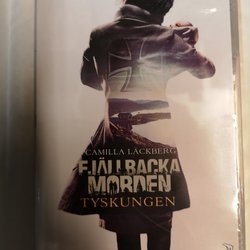 CAMILLA LÄCKBERG
FJÄLLBACKA
MORDEN
TYSKUNGEN